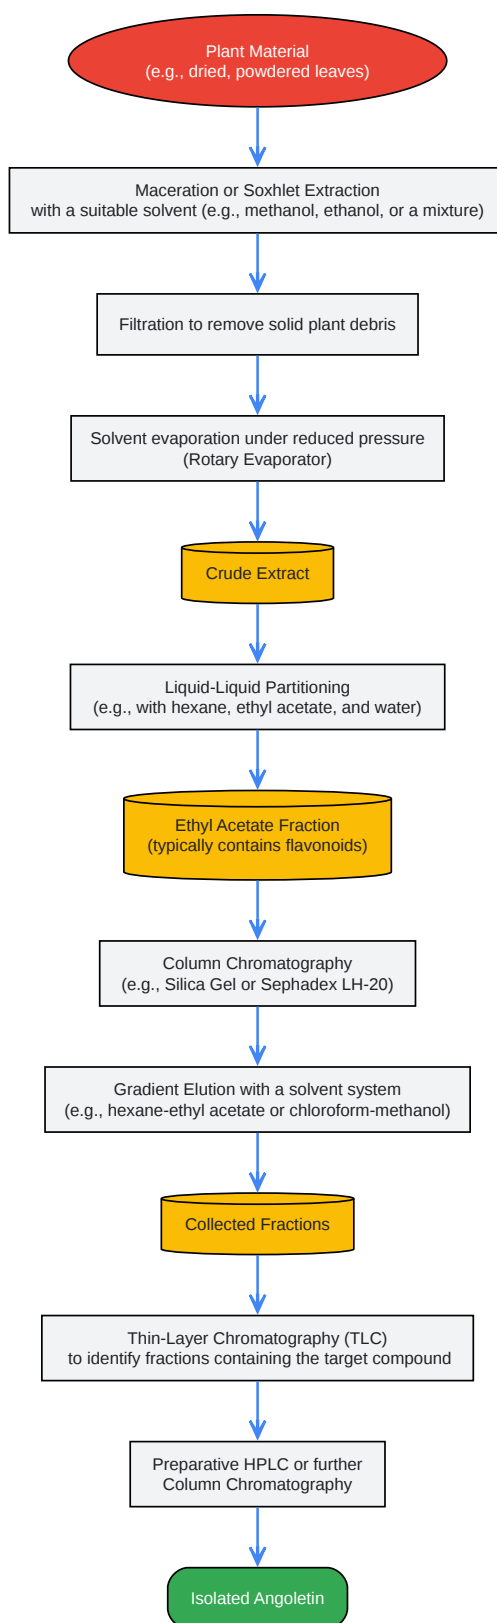 Plant Material
(e.g., dried, powdered leaves)
Maceration or Soxhlet Extraction
with a suitable solvent (e.g., methanol, ethanol, or a mixture)
Filtration to remove solid plant debris
Solvent evaporation under reduced pressure
(Rotary Evaporator)
Crude Extract
Liquid-Liquid Partitioning
(e.g., with hexane, ethyl acetate, and water)
Ethyl Acetate Fraction
(typically contains flavonoids)
Column Chromatography
(e.g., Silica Gel or Sephadex LH-20)
Gradient Elution with a solvent system
(e.g., hexane-ethyl acetate or chloroform-methanol)
Collected Fractions
Thin-Layer Chromatography (TLC)
to identify fractions containing the target compound
Preparative HPLC or further
Column Chromatography
Isolated Angoletin